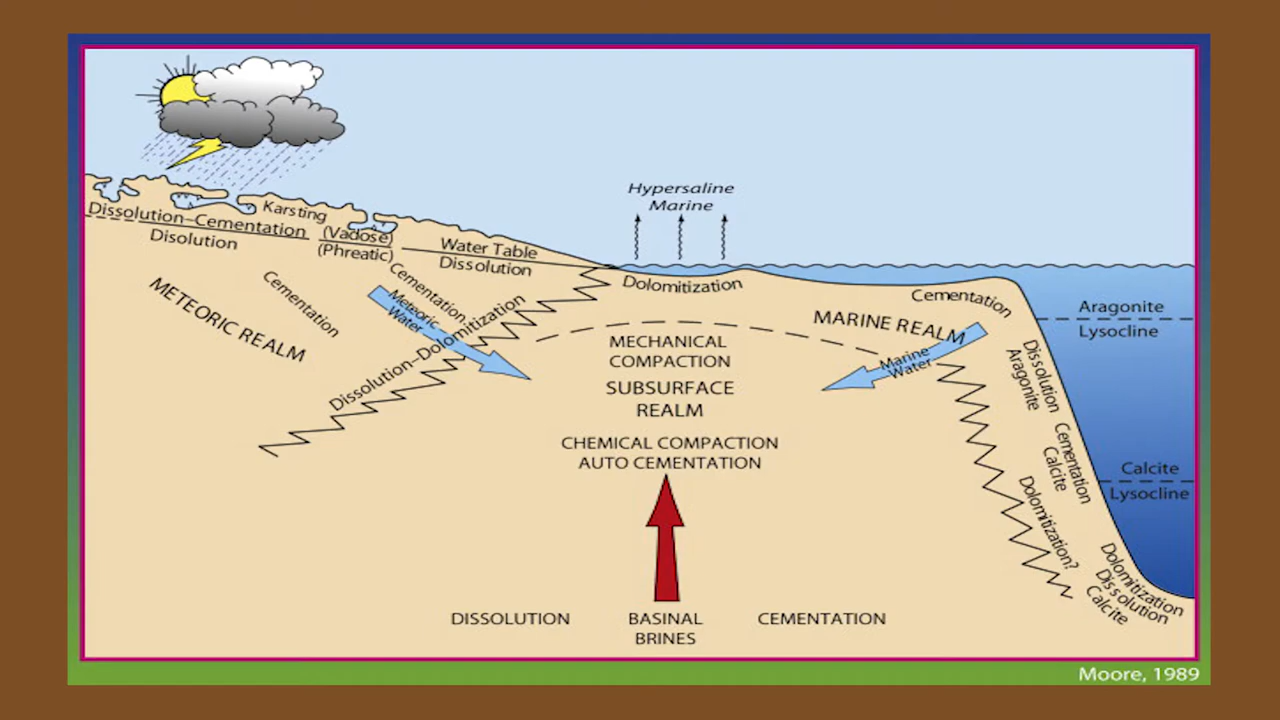 Hypersaline
Marine
Karsting
Dissolution–Cementation
Disolution
(Vadose)
(Phreatic)
Water Table
Dissolution
Cementation
Cementation
Meteoric
Water
METEORIC REALM
Dissolution–Dolomitization
Dolomitization
Cementation
MARINE REALM
Marine
Water
MECHANICAL
COMPACTION
SUBSURFACE
REALM
CHEMICAL COMPACTION
AUTO CEMENTATION
Aragonite
Lysocline
Dissolution
Aragonite
Cementation
Calcite
Calcite
Lysocline
Dolomitization?
Dolomitization
Dissolution
Calcite
DISSOLUTION
BASINAL
BRINES
CEMENTATION
Moore, 1989